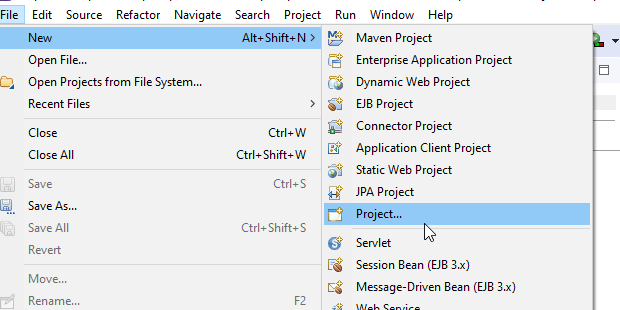 File Edit Source Refactor Navigate Search Project Run Window Help
New Alt+Shift+N >
Open File...
Open Projects from File System...
Recent Files >
Close Ctrl+W
Close All Ctrl+Shift+W
Save Ctrl+S
Save As...
Save All Ctrl+Shift+S
Revert
Move...
Rename... F2
Maven Project
Enterprise Application Project
Dynamic Web Project
EJB Project
Connector Project
Application Client Project
Static Web Project
JPA Project
Project...
Servlet
Session Bean (EJB 3.x)
Message-Driven Bean (EJB 3.x)
Web Service